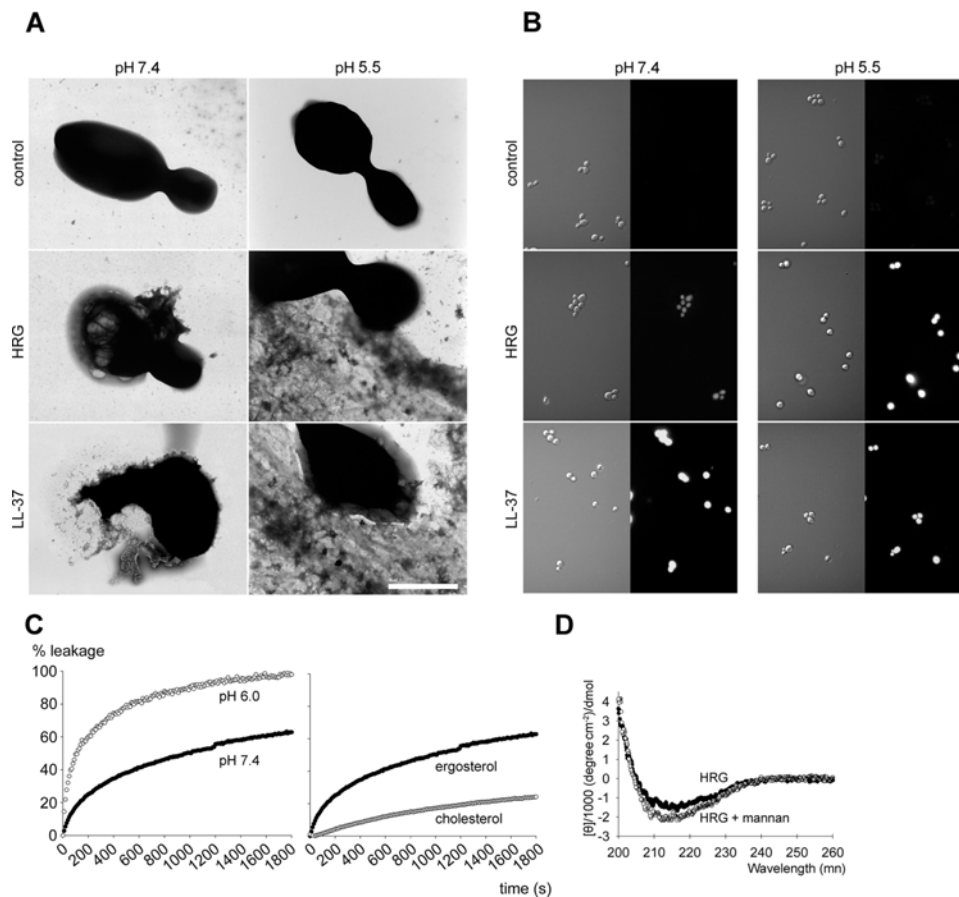 A
B
pH 7.4
pH 5.5
pH 7.4
pH 5.5
control
HRG
LL-37
control
HRG
LL-37
C
% leakage
100
80
60
40
20
0
pH 6.0
pH 7.4
0 200 400 600 800 1000 1200 1400 1600 1800
ergosterol
cholesterol
0 200 400 600 800 1000 1200 1400 1600 1800
time (s)
D
[θ]/1000 (degree cm⁻²)/dmol
4
3
2
1
0
-1
-2
-3
HRG
HRG + mannan
200 210 220 230 240 250 260
Wavelength (mn)